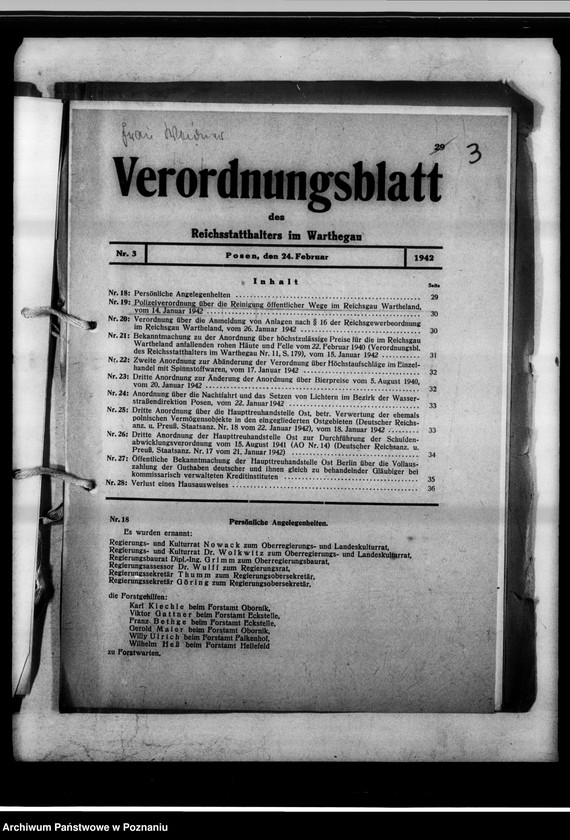 Frau Weidner
29 3
Verordnungsblatt
des
Reichsstatthalters im Warthegau
Nr. 3 Posen, den 24. Februar 1942
Inhalt
Seite
Nr. 18: Persönliche Angelegenheiten 29
Nr. 19: Polizeiverordnung über die Reinigung öffentlicher Wege im Reichsgau Wartheland,
vom 14. Januar 1942 30
Nr. 20: Verordnung über die Anmeldung von Anlagen nach § 16 der Reichsgewerbeordnung
im Reichsgau Wartheland, vom 26. Januar 1942 30
Nr. 21: Bekanntmachung zu der Anordnung über höchstzulässige Preise für die im Reichsgau
Wartheland anfallenden rohen Häute und Felle vom 22. Februar 1940 (Verordnungsbl.
des Reichsstatthalters im Warthegau Nr. 11, S. 179), vom 15. Januar 1942 31
Nr. 22: Zweite Anordnung zur Abänderung der Verordnung über Höchstaufschläge im Einzel-
handel mit Spinnstoffwaren, vom 17. Januar 1942 32
Nr. 23: Dritte Anordnung zur Änderung der Anordnung über Bierpreise vom 5. August 1940,
vom 20. Januar 1942 32
Nr. 24: Anordnung über die Nachtfahrt und das Setzen von Lichtern im Bezirk der Wasser-
straßendirektion Posen, vom 22. Januar 1942 33
Nr. 25: Dritte Anordnung über die Haupttreuhandstelle Ost, betr. Verwertung der ehemals
polnischen Vermögensobjekte in den eingegliederten Ostgebieten (Deutscher Reichs-
anz. u. Preuß. Staatsanz. Nr. 18 vom 22. Januar 1942), vom 18. Januar 1942 33
Nr. 26: Dritte Anordnung der Haupttreuhandstelle Ost zur Durchführung der Schulden-
abwicklungsverordnung vom 15. August 1941 (AO Nr. 14) (Deutscher Reichsanz. u.
Preuß. Staatsanz. Nr. 17 vom 21. Januar 1942) 34
Nr. 27: Öffentliche Bekanntmachung der Haupttreuhandstelle Ost Berlin über die Vollaus-
zahlung der Guthaben deutscher und ihnen gleich zu behandelnder Gläubiger bei
kommissarisch verwalteten Kreditinstituten 35
Nr. 28: Verlust eines Hausausweises 36
Nr. 18 Persönliche Angelegenheiten.
Es wurden ernannt:
Regierungs- und Kulturrat Nowack zum Oberregierungs- und Landeskulturrat,
Regierungs- und Kulturrat Dr. Wolkwitz zum Oberregierungs- und Landeskulturrat,
Regierungsbaurat Dipl.-Ing. Grimm zum Oberregierungsbaurat,
Regierungsassessor Dr. Wulff zum Regierungsrat,
Regierungssekretär Thumm zum Regierungsobersekretär,
Regierungssekretär Göring zum Regierungsobersekretär,
die Forstgehilfen:
Karl Kiechle beim Forstamt Obornik,
Viktor Gattner beim Forstamt Eckstelle,
Franz Bethge beim Forstamt Eckstelle,
Gerold Maier beim Forstamt Obornik,
Willy Ulrich beim Forstamt Falkenhof,
Wilhelm Heß beim Forstamt Hellefeld
zu Forstwarten.
Archiwum Państwowe w Poznaniu